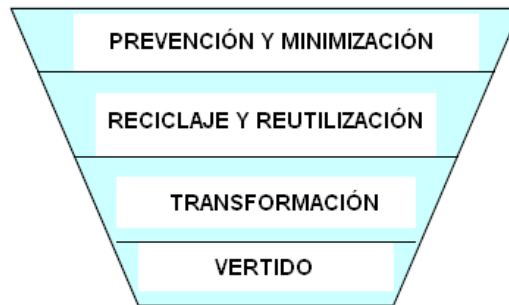 PREVENCIÓN Y MINIMIZACIÓN
RECICLAJE Y REUTILIZACIÓN
TRANSFORMACIÓN
VERTIDO